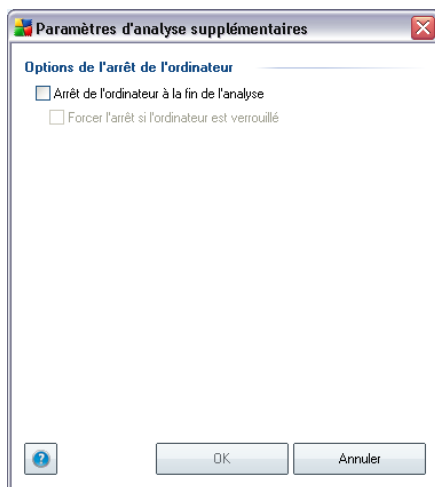 Paramètres d'analyse supplémentaires
Options de l'arrêt de l'ordinateur
Arrêt de l'ordinateur à la fin de l'analyse
Forcer l'arrêt si l'ordinateur est verrouillé
?
OK
Annuler